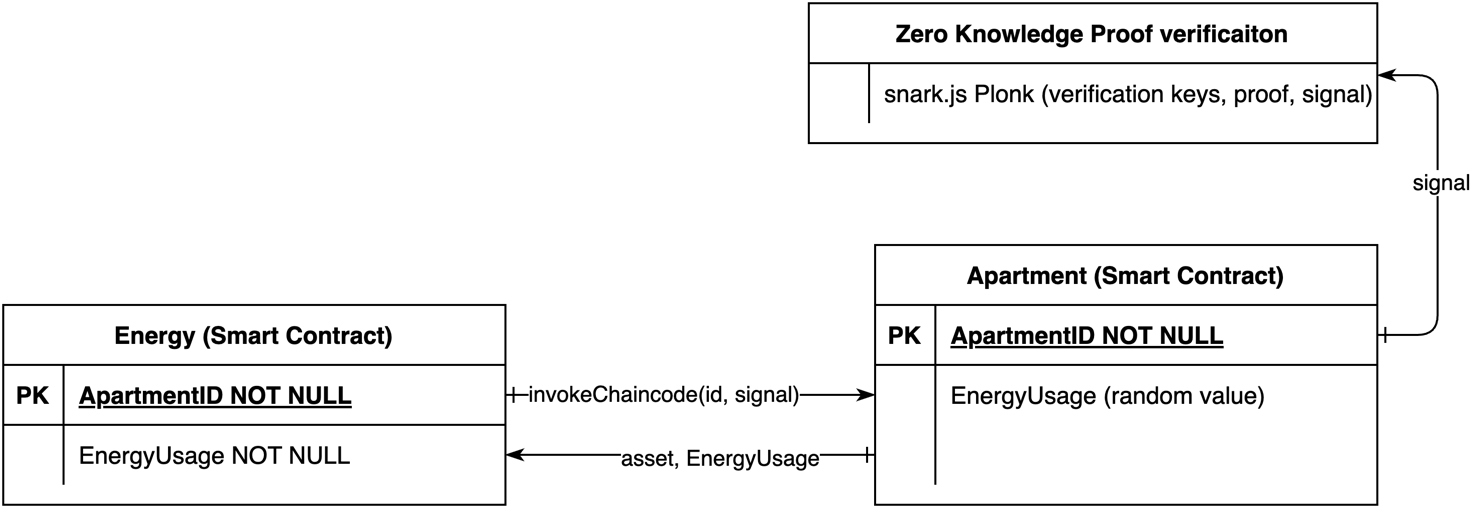 Zero Knowledge Proof verificaiton
snark.js Plonk (verification keys, proof, signal)
signal
Apartment (Smart Contract)
PK ApartmentID NOT NULL
EnergyUsage (random value)
Energy (Smart Contract)
PK ApartmentID NOT NULL
EnergyUsage NOT NULL
invokeChaincode(id, signal)
asset, EnergyUsage